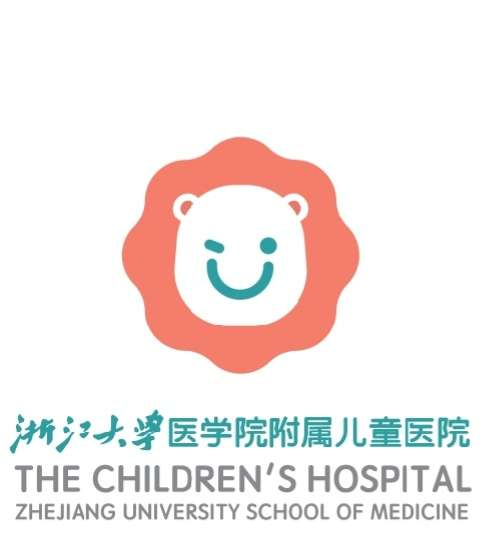 浙江大学医学院附属儿童医院
THE CHILDREN'S HOSPITAL
ZHEJIANG UNIVERSITY SCHOOL OF MEDICINE